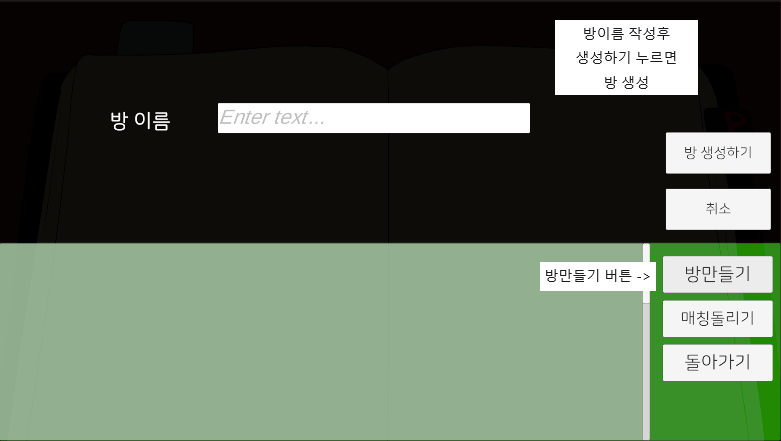 방이름 작성후
생성하기 누르면
방 생성
방 이름
Enter text...
방 생성하기
취소
방만들기 버튼 ->
방만들기
매칭돌리기
돌아가기